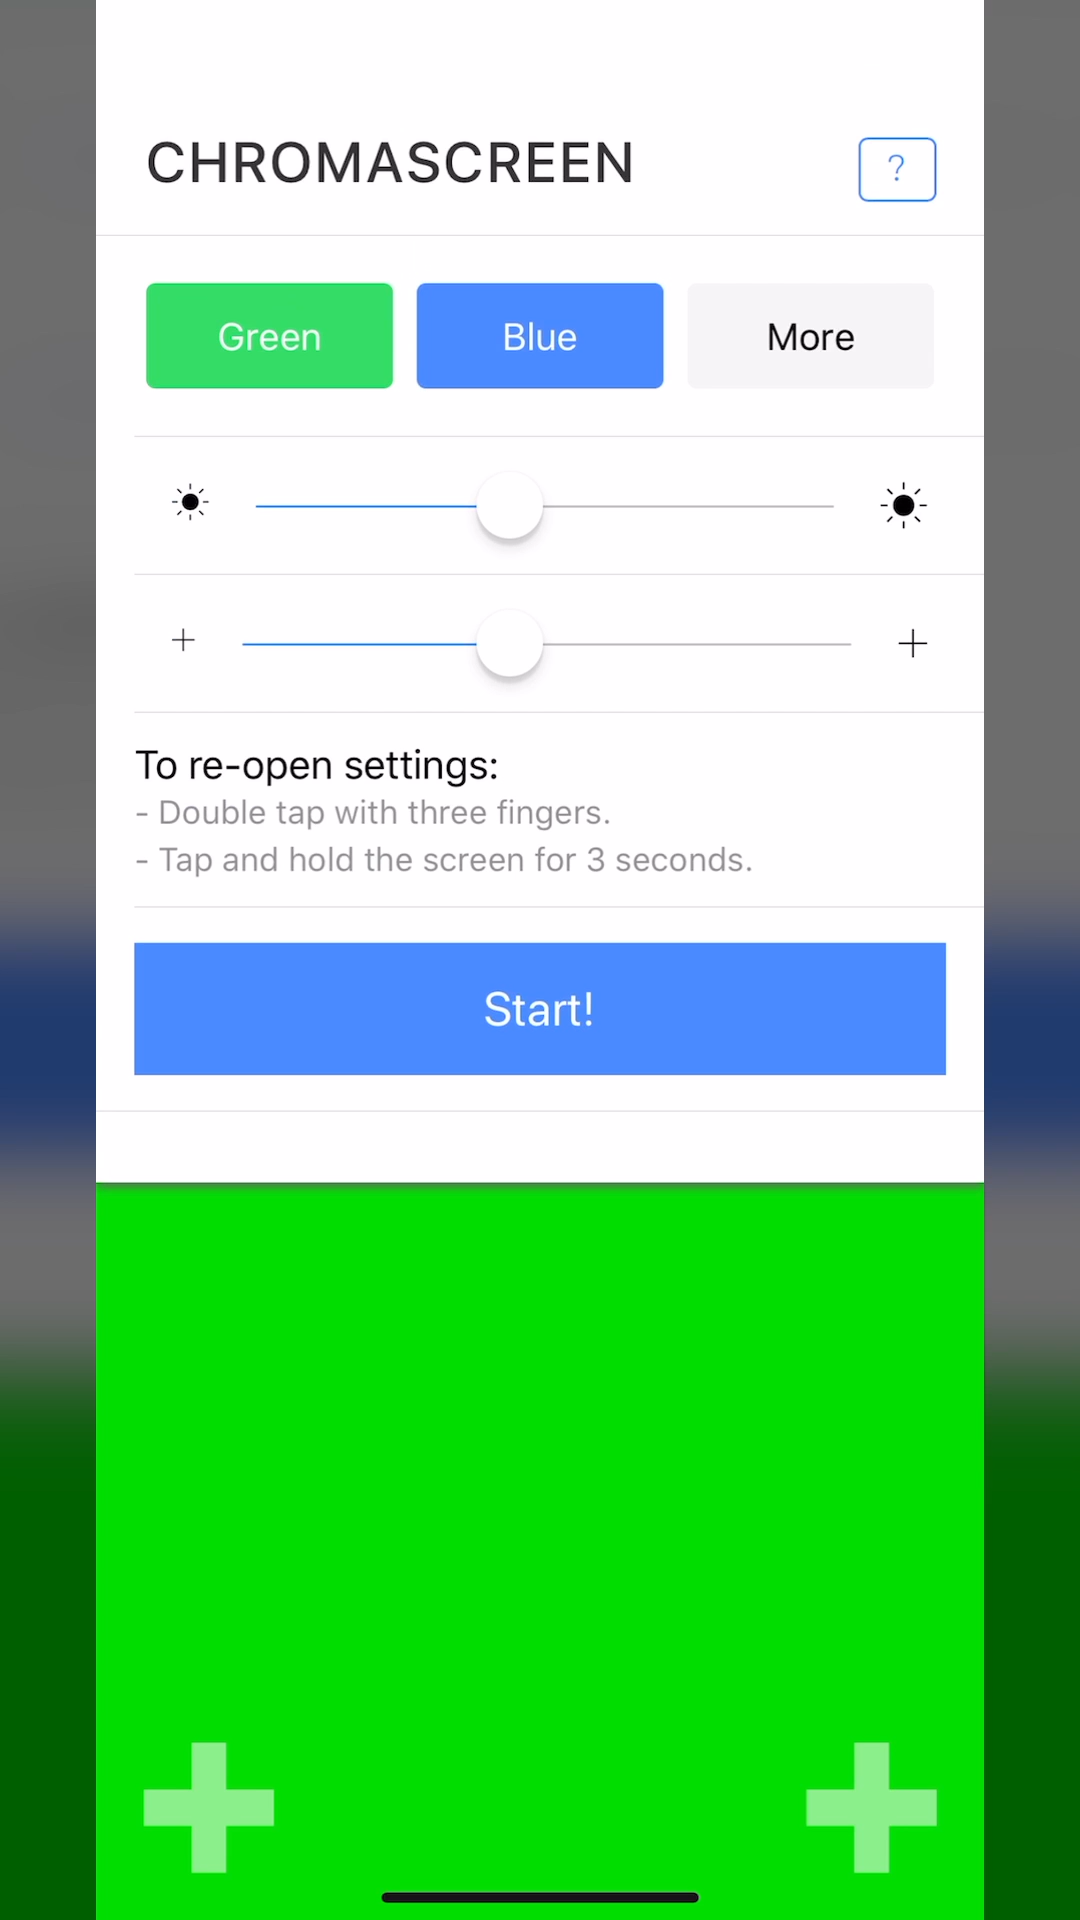 CHROMASCREEN
?
Green
Blue
More
To re-open settings:
- Double tap with three fingers.
- Tap and hold the screen for 3 seconds.
Start!